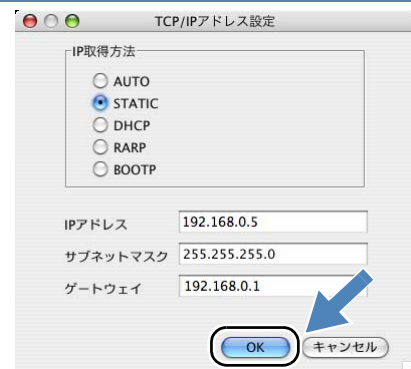 TCP/IPアドレス設定
IP取得方法
AUTO
STATIC
DHCP
RARP
BOOTP
IPアドレス 192.168.0.5
サブネットマスク 255.255.255.0
ゲートウェイ 192.168.0.1
OK キャンセル